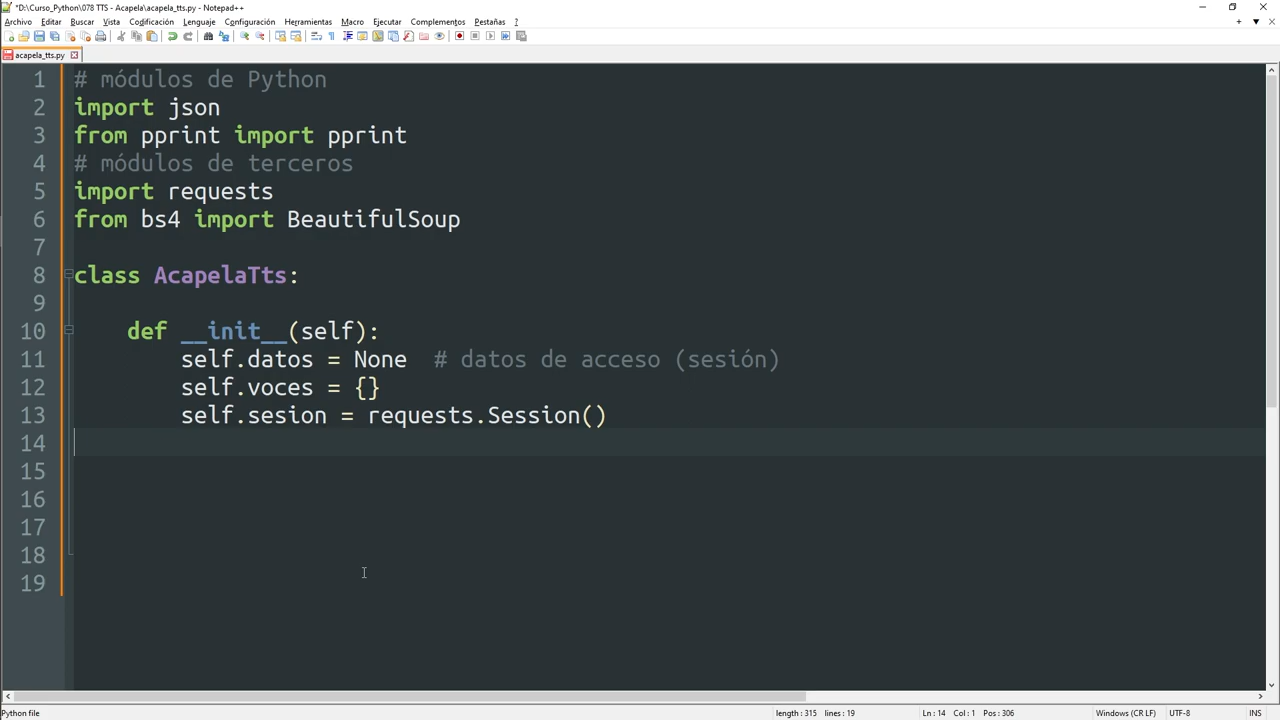 *D:\Curso_Python\078 TTS - Acapela\acapela_tts.py - Notepad++
Archivo Editar Buscar Vista Codificación Lenguaje Configuración Herramientas Macro Ejecutar Complementos Pestañas ?
acapela_tts.py
1 # módulos de Python
2 import json
3 from pprint import pprint
4 # módulos de terceros
5 import requests
6 from bs4 import BeautifulSoup
7
8 class AcapelaTts:
9
10 def __init__(self):
11 self.datos = None # datos de acceso (sesión)
12 self.voces = {}
13 self.sesion = requests.Session()
14
15
16
17
18
19
Python file length : 315 lines : 19 Ln : 14 Col : 1 Pos : 306 Windows (CR LF) UTF-8 INS